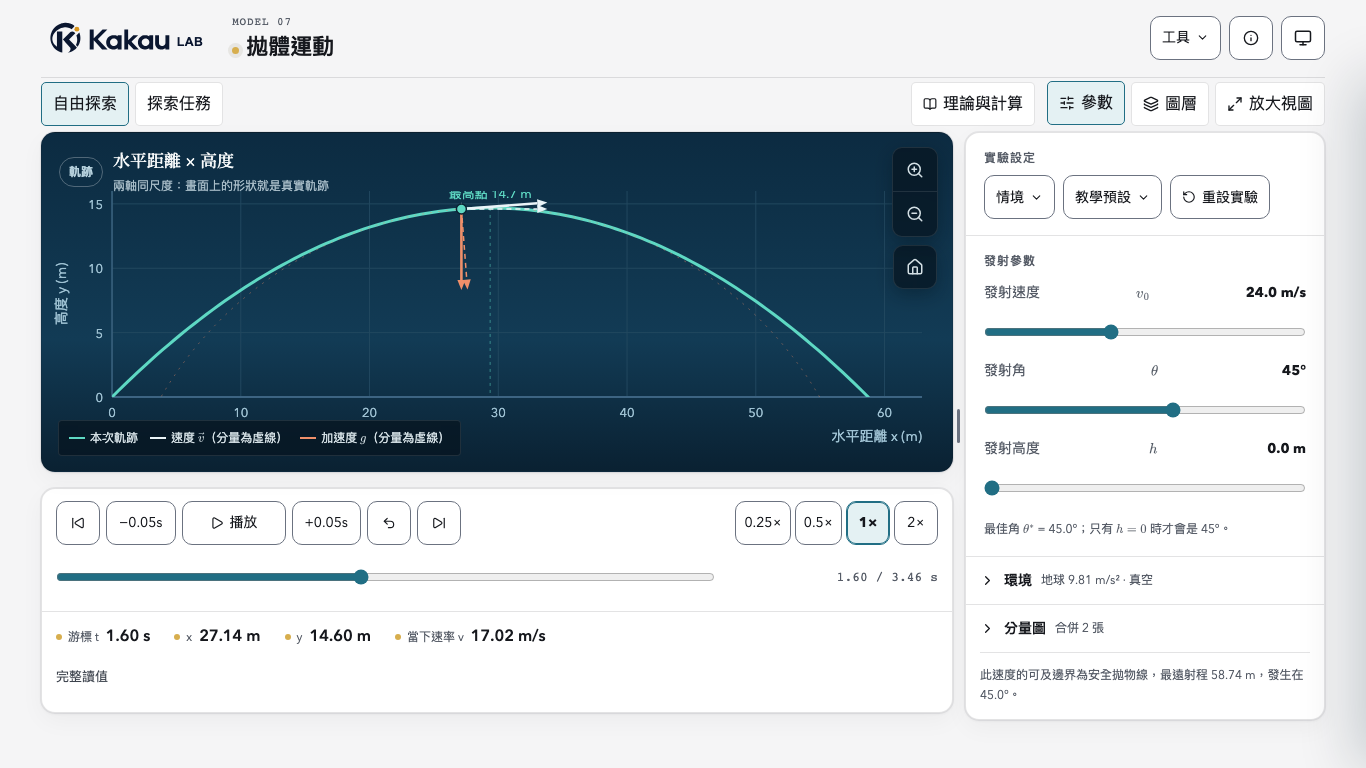 Kakau LAB
MODEL 07
拋體運動
工具
自由探索
探索任務
理論與計算
參數
圖層
放大視圖
軌跡
水平距離 × 高度
兩軸同尺度：畫面上的形狀就是真實軌跡
最高點 14.7 m
15
10
5
0
高度 y (m)
0 10 20 30 40 50 60
本次軌跡 速度 v⃗（分量為虛線） 加速度 g（分量為虛線）
水平距離 x (m)
−0.05s
播放
+0.05s
0.25×
0.5×
1×
2×
1.60 / 3.46 s
游標 t 1.60 s
x 27.14 m
y 14.60 m
當下速率 v 17.02 m/s
完整讀值
實驗設定
情境
教學預設
重設實驗
發射參數
發射速度 v₀ 24.0 m/s
發射角 θ 45°
發射高度 h 0.0 m
最佳角 θ* = 45.0°；只有 h = 0 時才會是 45°。
環境 地球 9.81 m/s² · 真空
分量圖 合併 2 張
此速度的可及邊界為安全拋物線，最遠射程 58.74 m，發生在
45.0°。